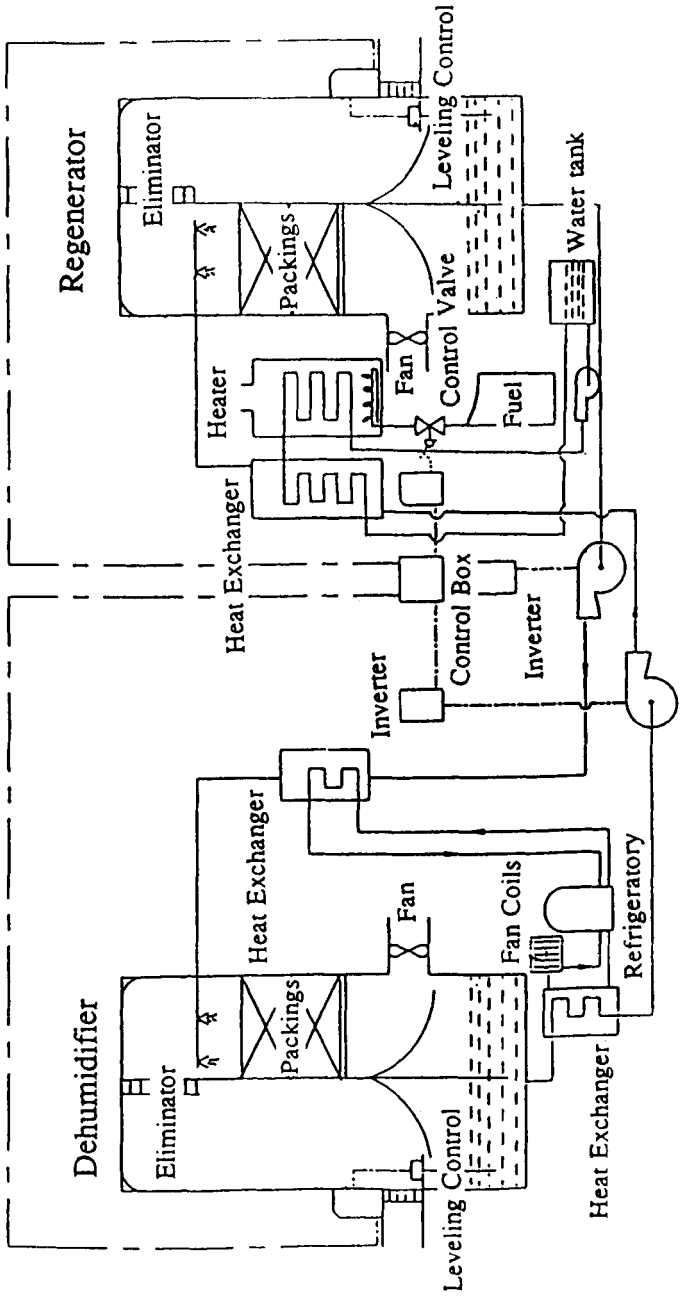 Regenerator
Eliminator
Packings
Leveling Control
Water tank
Heater
Fan
Control Valve
Fuel
Heat Exchanger
Control Box
Inverter
Inverter
Dehumidifier
Eliminator
Packings
Leveling Control
Heat Exchanger
Fan
Fan Coils
Refrigeratory
Heat Exchanger